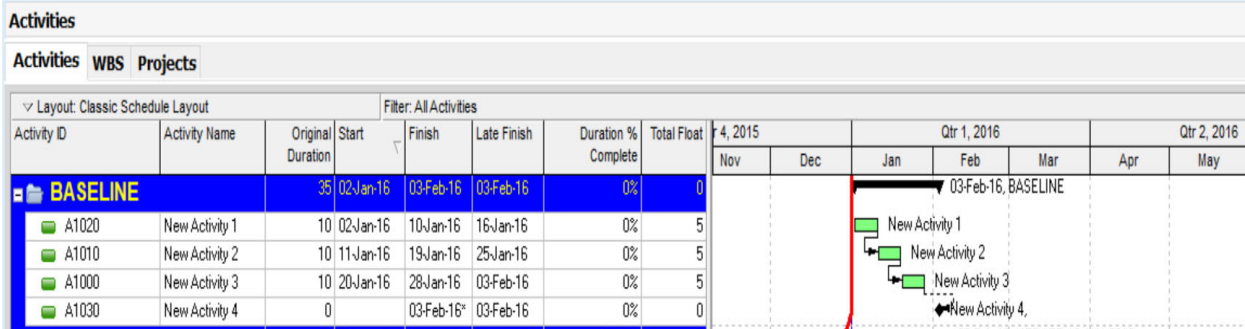 Activities
Activities WBS Projects
Layout: Classic Schedule Layout Filter: All Activities
Activity ID Activity Name Original Duration Start Finish Late Finish Duration % Complete Total Float r 4, 2015 Qtr 1, 2016 Qtr 2, 2016
Nov Dec Jan Feb Mar Apr May
BASELINE 35 02-Jan-16 03-Feb-16 03-Feb-16 0% 0 03-Feb-16, BASELINE
A1020 New Activity 1 10 02-Jan-16 10-Jan-16 16-Jan-16 0% 5 New Activity 1
A1010 New Activity 2 10 11-Jan-16 19-Jan-16 25-Jan-16 0% 5 New Activity 2
A1000 New Activity 3 10 20-Jan-16 28-Jan-16 03-Feb-16 0% 5 New Activity 3
A1030 New Activity 4 0 03-Feb-16* 03-Feb-16 0% 0 New Activity 4,